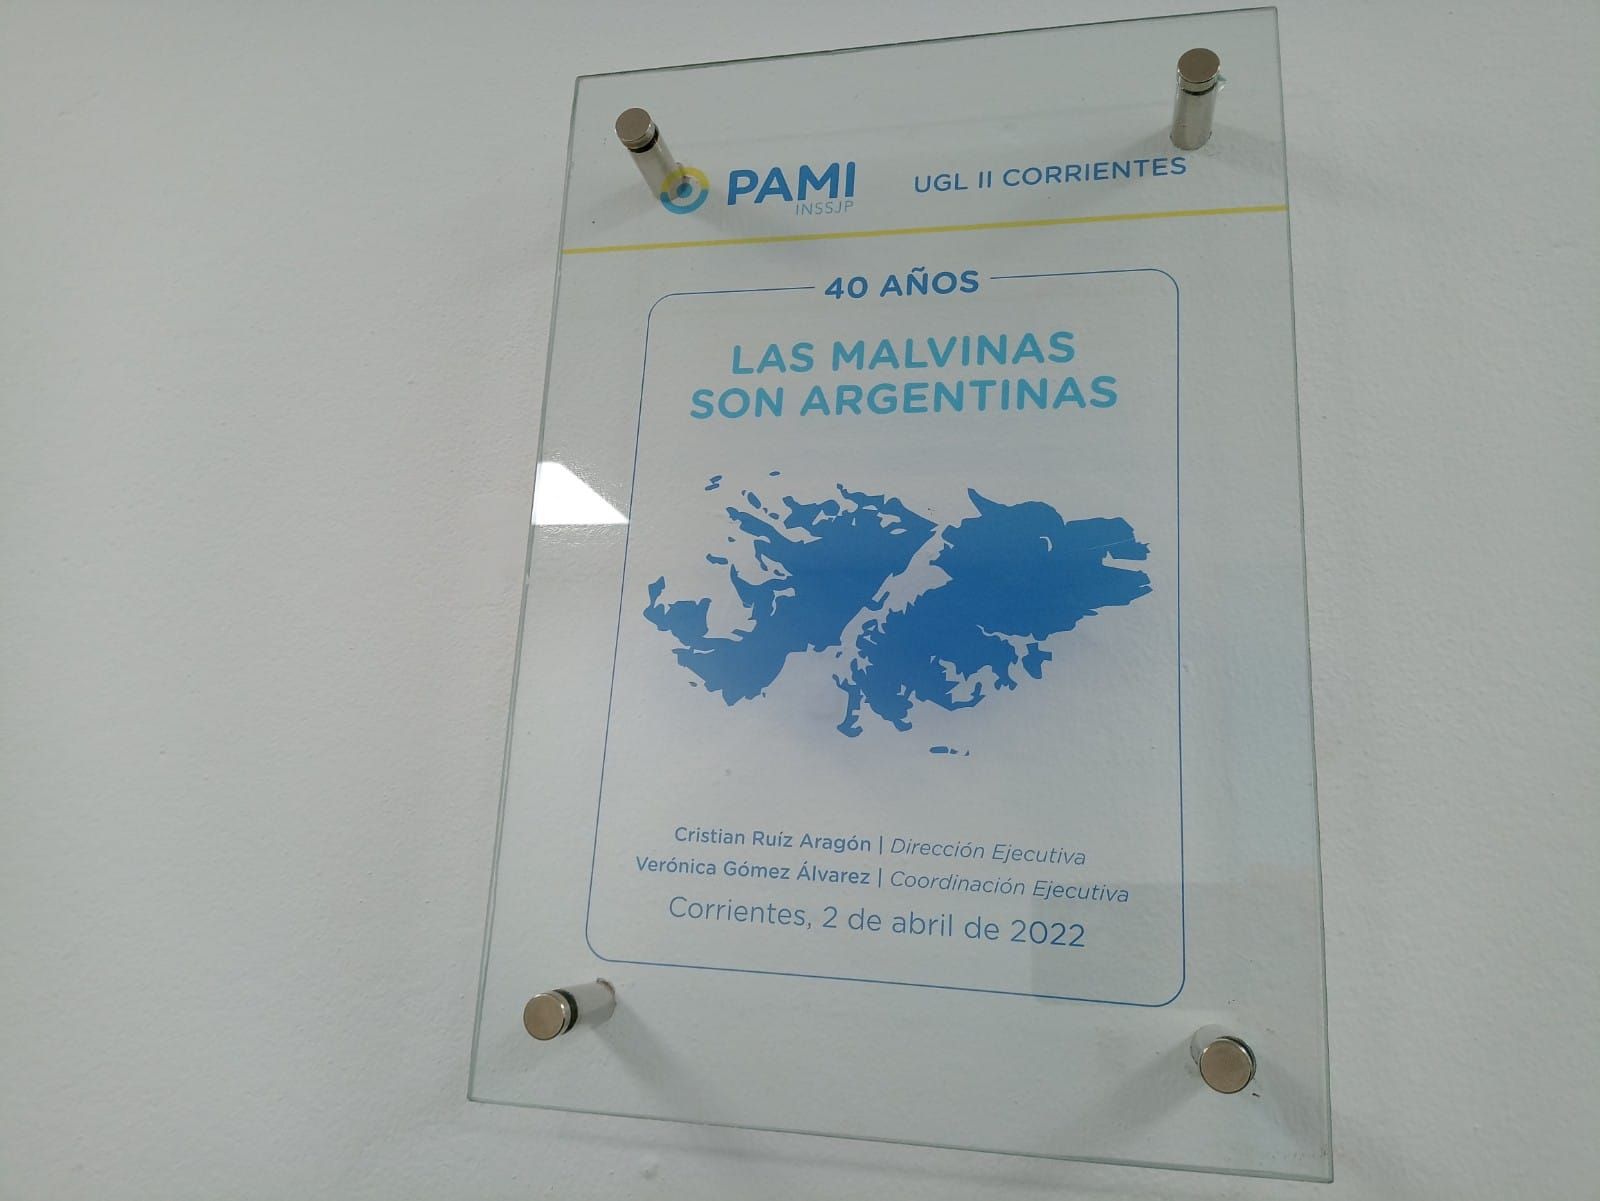 PAMI
INSSJP
UGL II CORRIENTES
40 AÑOS
LAS MALVINAS
SON ARGENTINAS
Cristian Ruíz Aragón | Dirección Ejecutiva
Verónica Gómez Álvarez | Coordinación Ejecutiva
Corrientes, 2 de abril de 2022